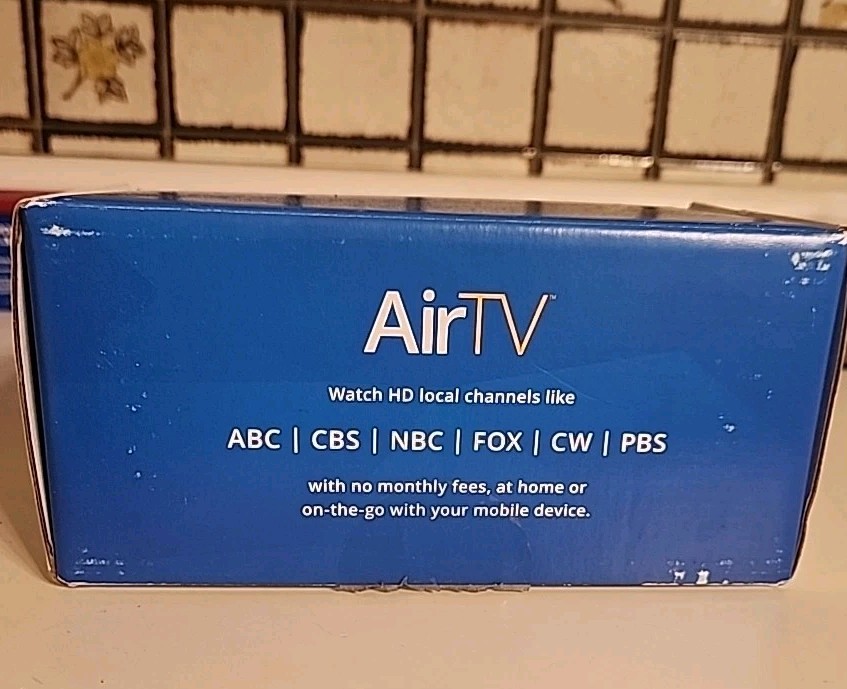 AirTV™
Watch HD local channels like
ABC | CBS | NBC | FOX | CW | PBS
with no monthly fees, at home or
on-the-go with your mobile device.